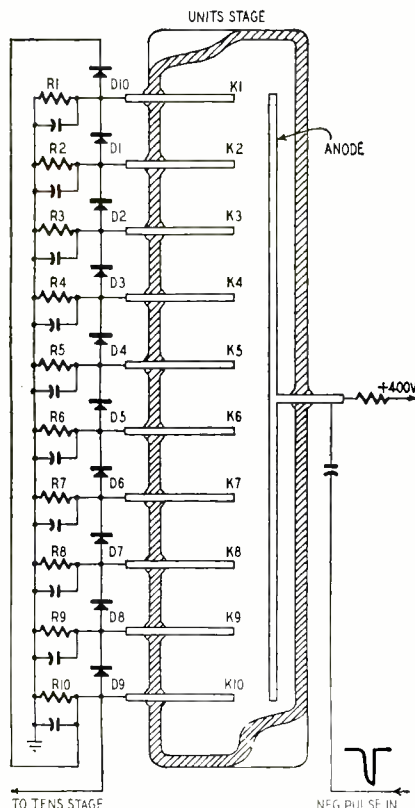 UNITS STAGE
R1 D10 K1
R2 D1 K2
ANODE
R3 D2 K3
R4 D3 K4
R5 D4 K5
+400V
R6 D5 K6
R7 D6 K7
R8 D7 K8
R9 D8 K9
R10 D9 K10
TO TENS STAGE
NEG PULSE IN